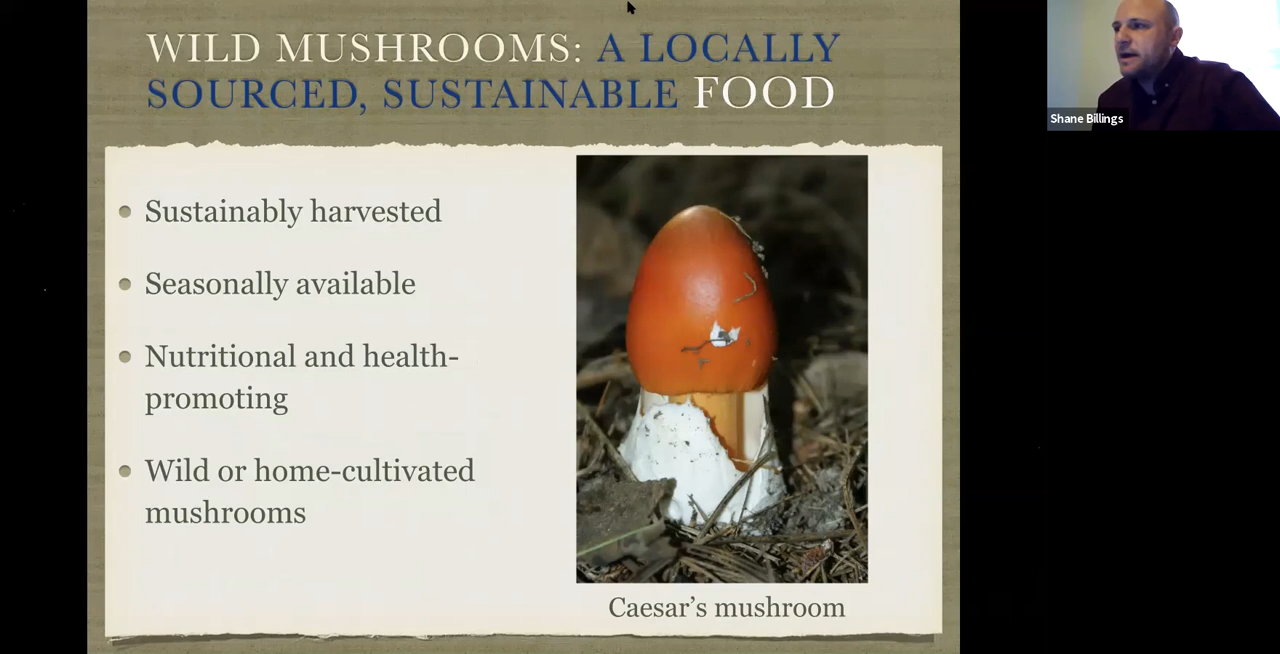 WILD MUSHROOMS: A LOCALLY
SOURCED, SUSTAINABLE FOOD
Shane Billings
Sustainably harvested
Seasonally available
Nutritional and health-
promoting
Wild or home-cultivated
mushrooms
Caesar’s mushroom